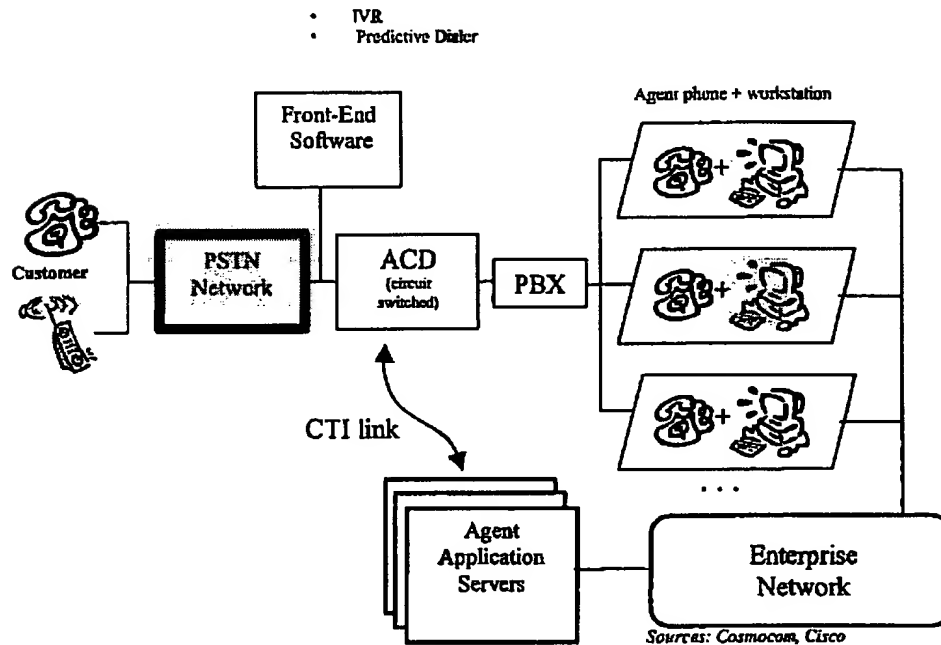 • IVR
• Predictive Dialer
Front-End
Software
Agent phone + workstation
+
Customer
PSTN
Network
ACD
(circuit
switched)
PBX
+
+
CTI link
. . .
Agent
Application
Servers
Enterprise
Network
Sources: Cosmocom, Cisco